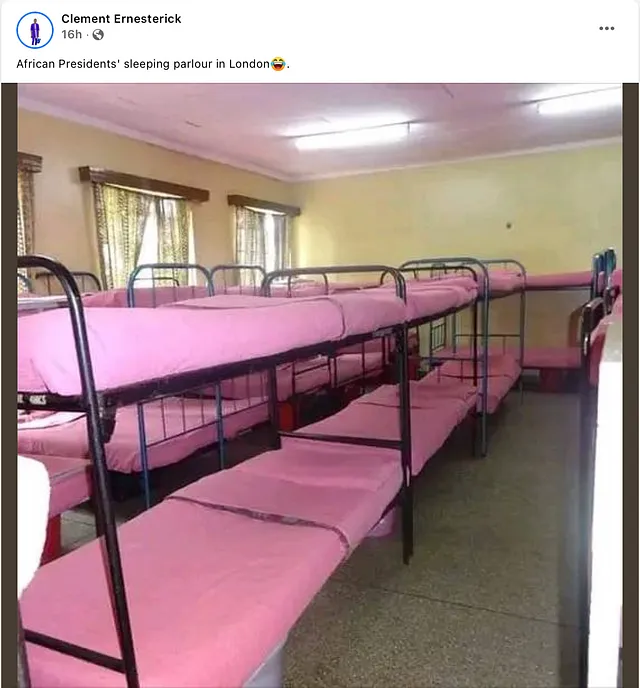 Clement Ernesterick
16h ·
African Presidents' sleeping parlour in London😂.